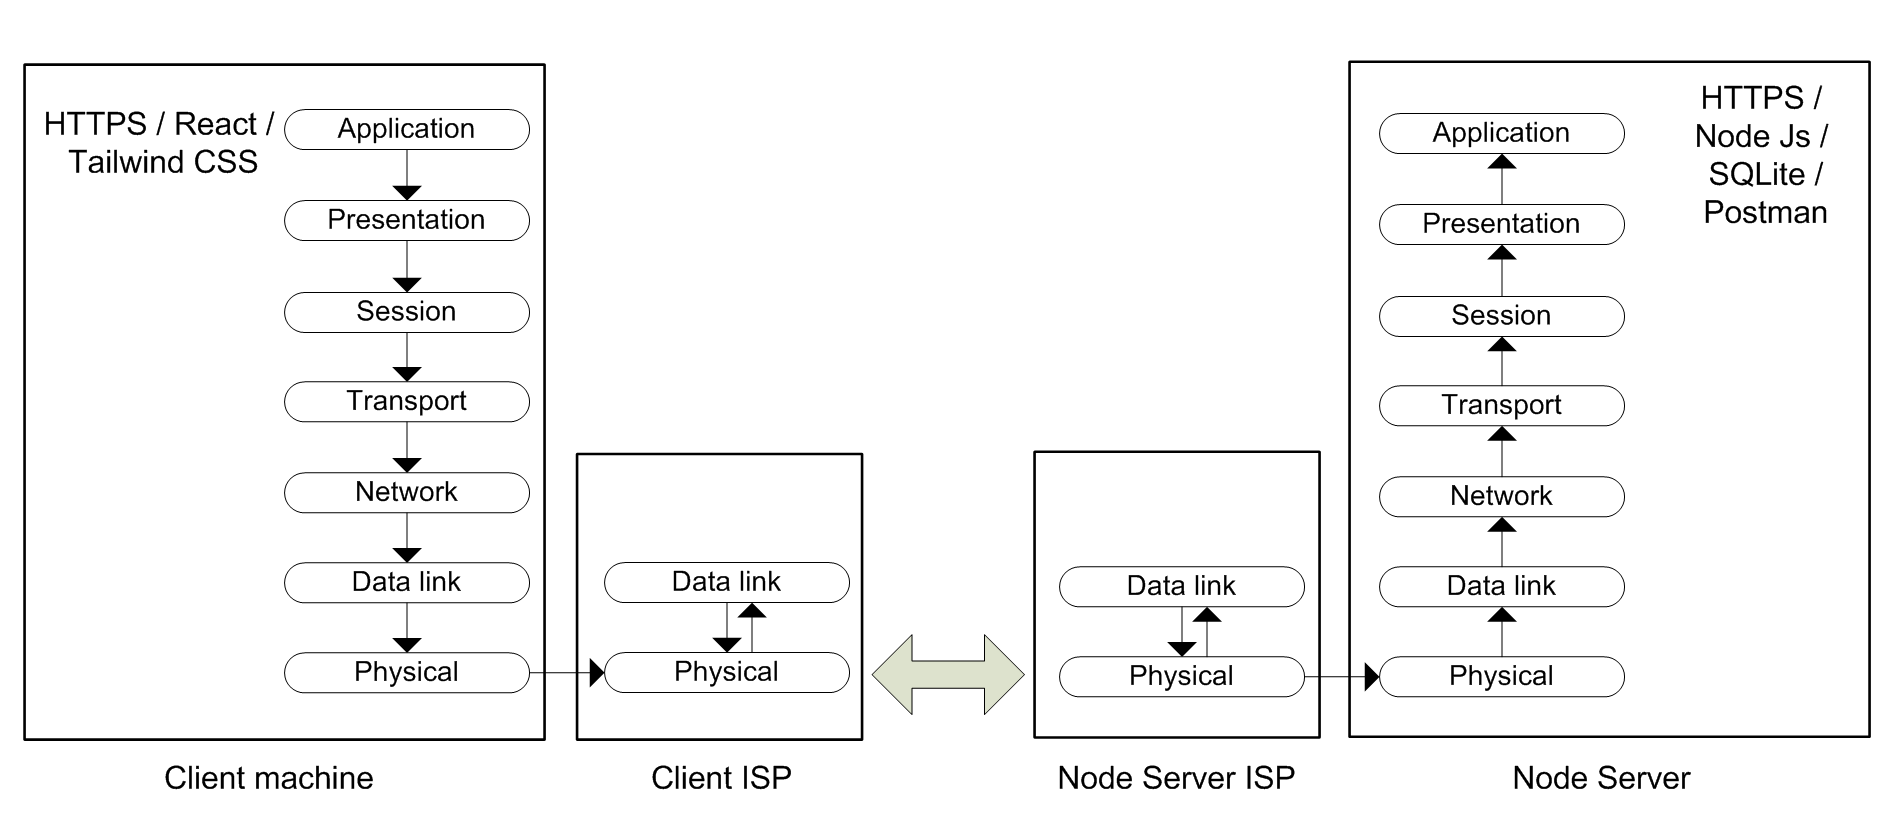 HTTPS / React /
Tailwind CSS
Application
Presentation
Session
Transport
Network
Data link
Physical
Client machine
Data link
Physical
Client ISP
Data link
Physical
Node Server ISP
HTTPS /
Node Js /
SQLite /
Postman
Application
Presentation
Session
Transport
Network
Data link
Physical
Node Server